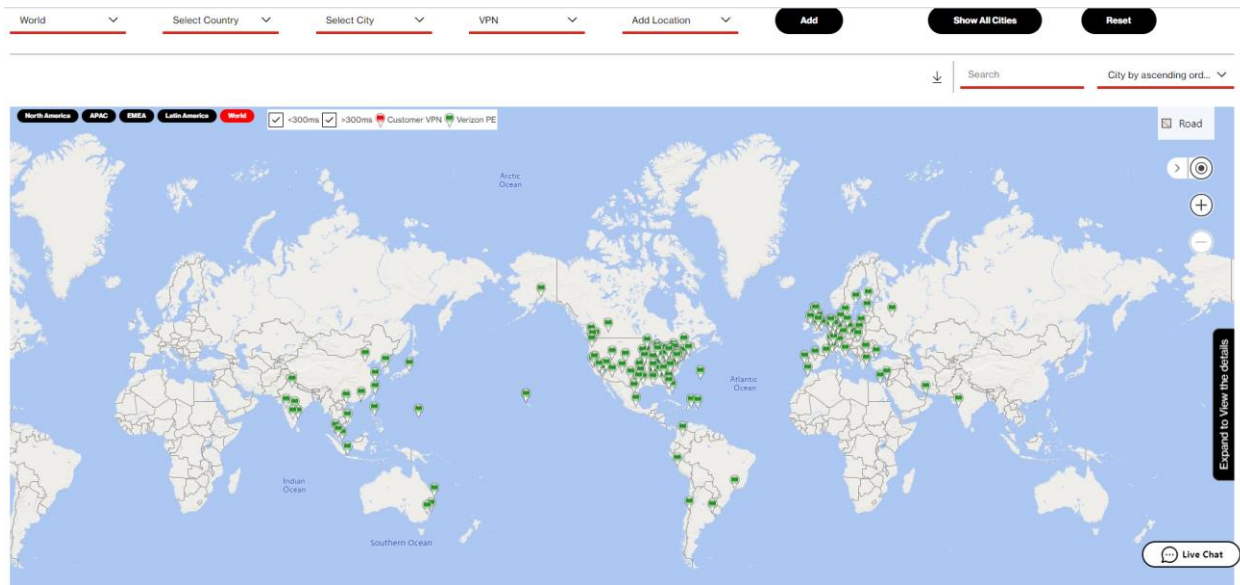 World Select Country Select City VPN Add Location Add Show All Cities Reset
Search City by ascending ord...
North America APAC EMEA Latin America World <300ms >300ms Customer VPN Verizon PE
Road
Arctic
Ocean
Atlantic
Ocean
Expand to View the details
Indian
Ocean
Southern Ocean
Live Chat